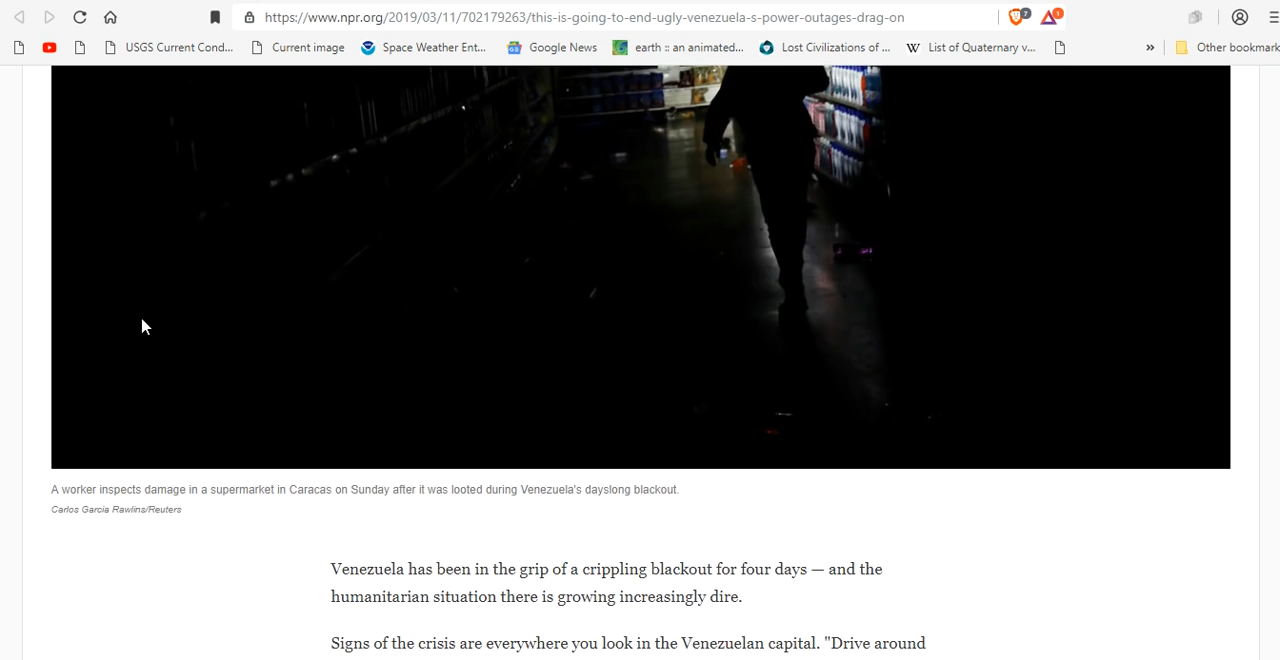 https://www.npr.org/2019/03/11/702179263/this-is-going-to-end-ugly-venezuela-s-power-outages-drag-on
7
1
USGS Current Cond...
Current image
Space Weather Ent...
Google News
earth :: an animated...
Lost Civilizations of ...
W
List of Quaternary v...
»
Other bookmark
A worker inspects damage in a supermarket in Caracas on Sunday after it was looted during Venezuela's dayslong blackout.
Carlos Garcia Rawlins/Reuters
Venezuela has been in the grip of a crippling blackout for four days — and the
humanitarian situation there is growing increasingly dire.
Signs of the crisis are everywhere you look in the Venezuelan capital. "Drive around